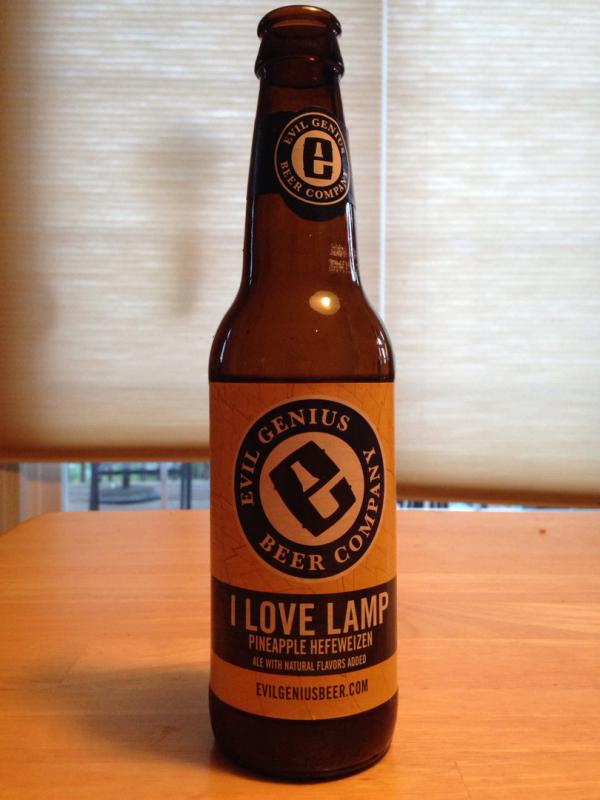 EVIL GENIUS
e
BEER COMPANY
EVIL GENIUS
e
BEER COMPANY
I LOVE LAMP
PINEAPPLE HEFEWEIZEN
ALE WITH NATURAL FLAVORS ADDED
EVILGENIUSBEER.COM